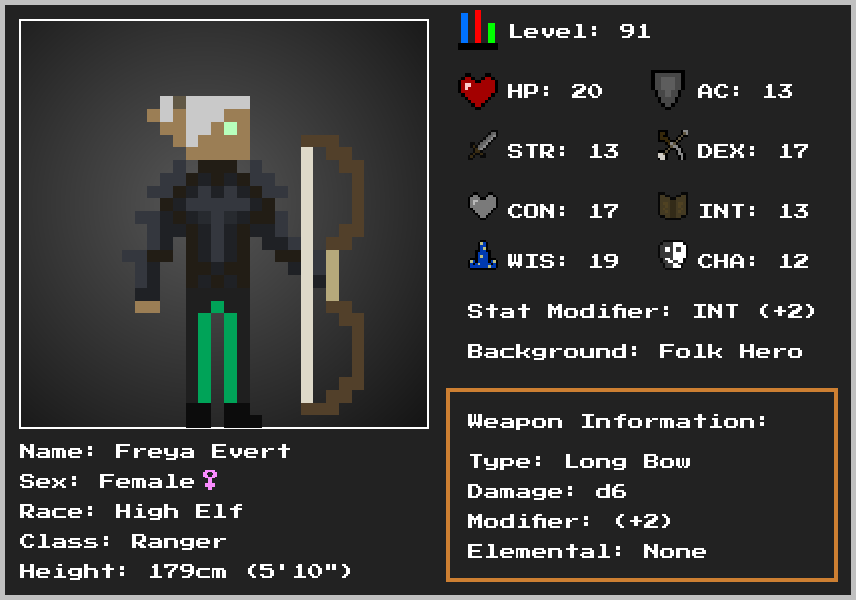 Level: 91
HP: 20 AC: 13
STR: 13 DEX: 17
CON: 17 INT: 13
WIS: 19 CHA: 12
Stat Modifier: INT (+2)
Background: Folk Hero
Weapon Information:
Type: Long Bow
Damage: d6
Modifier: (+2)
Elemental: None
Name: Freya Evert
Sex: Female♀
Race: High Elf
Class: Ranger
Height: 179cm (5'10")